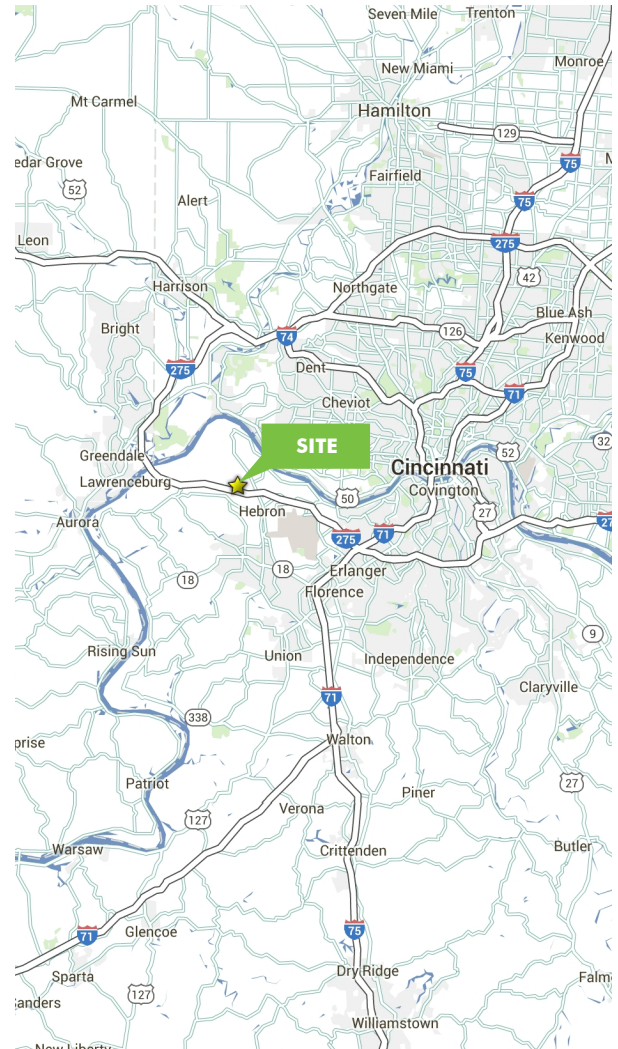 Seven Mile
Trenton
New Miami
Monroe
Mt Carmel
Hamilton
129
75
edar Grove
52
Fairfield
75
Alert
Leon
275
42
Harrison
Northgate
Blue Ash
Bright
74
126
Kenwood
275
Dent
75
71
Cheviot
SITE
32
Greendale
52
Cincinnati
Lawrenceburg
Covington
50
Hebron
27
Aurora
275
71
27
18
18
Erlanger
Florence
9
Rising Sun
Union
Independence
Claryville
71
338
prise
Walton
Patriot
27
Piner
Verona
127
Warsaw
Crittenden
Butler
71
Glencoe
75
Sparta
Dry Ridge
Falm
127
anders
Williamstown
New Liberty